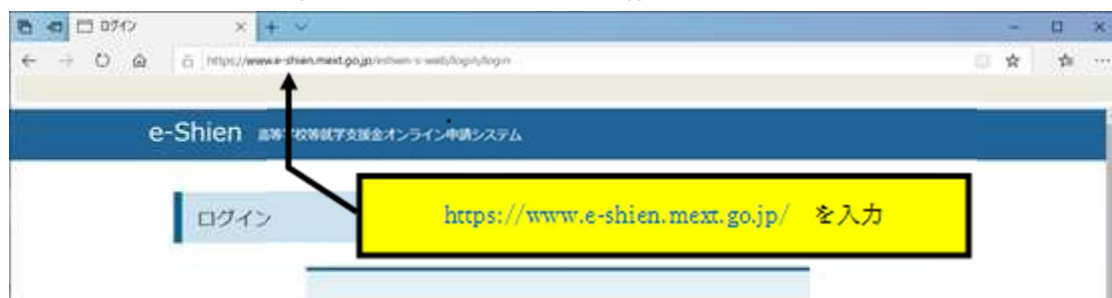 ログイン
https://www.e-shien.mext.go.jp/eshien-s-web/login/login
e-Shien 高等学校等就学支援金オンライン申請システム
ログイン
https://www.e-shien.mext.go.jp/ を入力